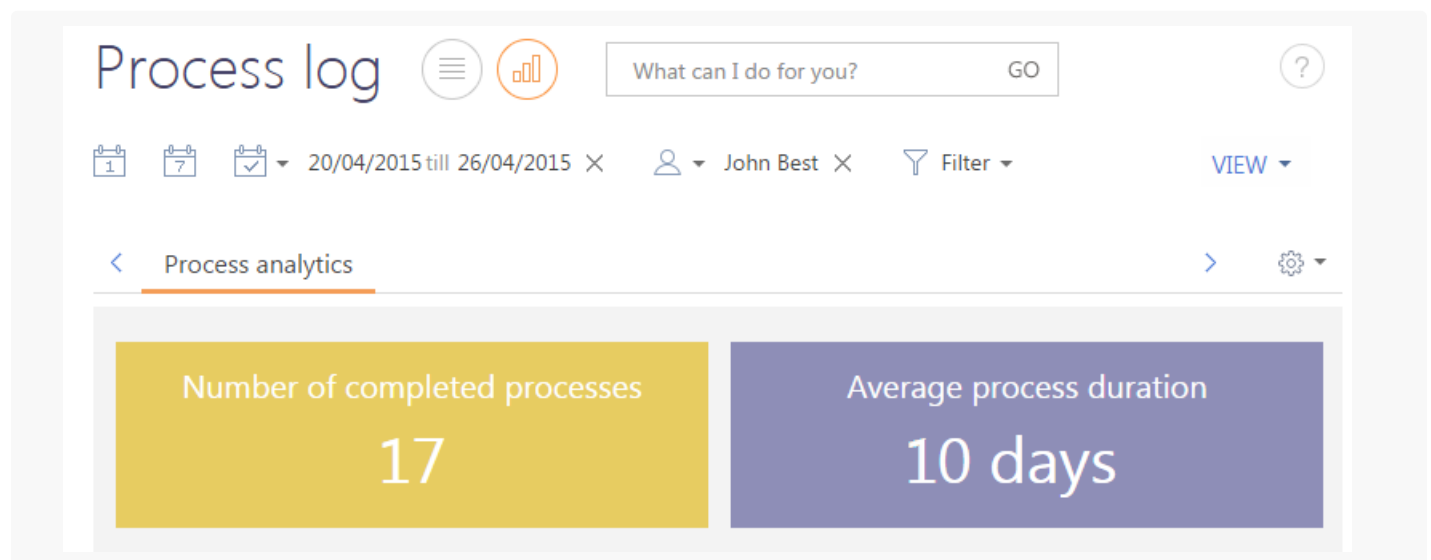 Process log
What can I do for you? GO
?
1 7 20/04/2015 till 26/04/2015 John Best Filter VIEW
Process analytics
Number of completed processes
17
Average process duration
10 days